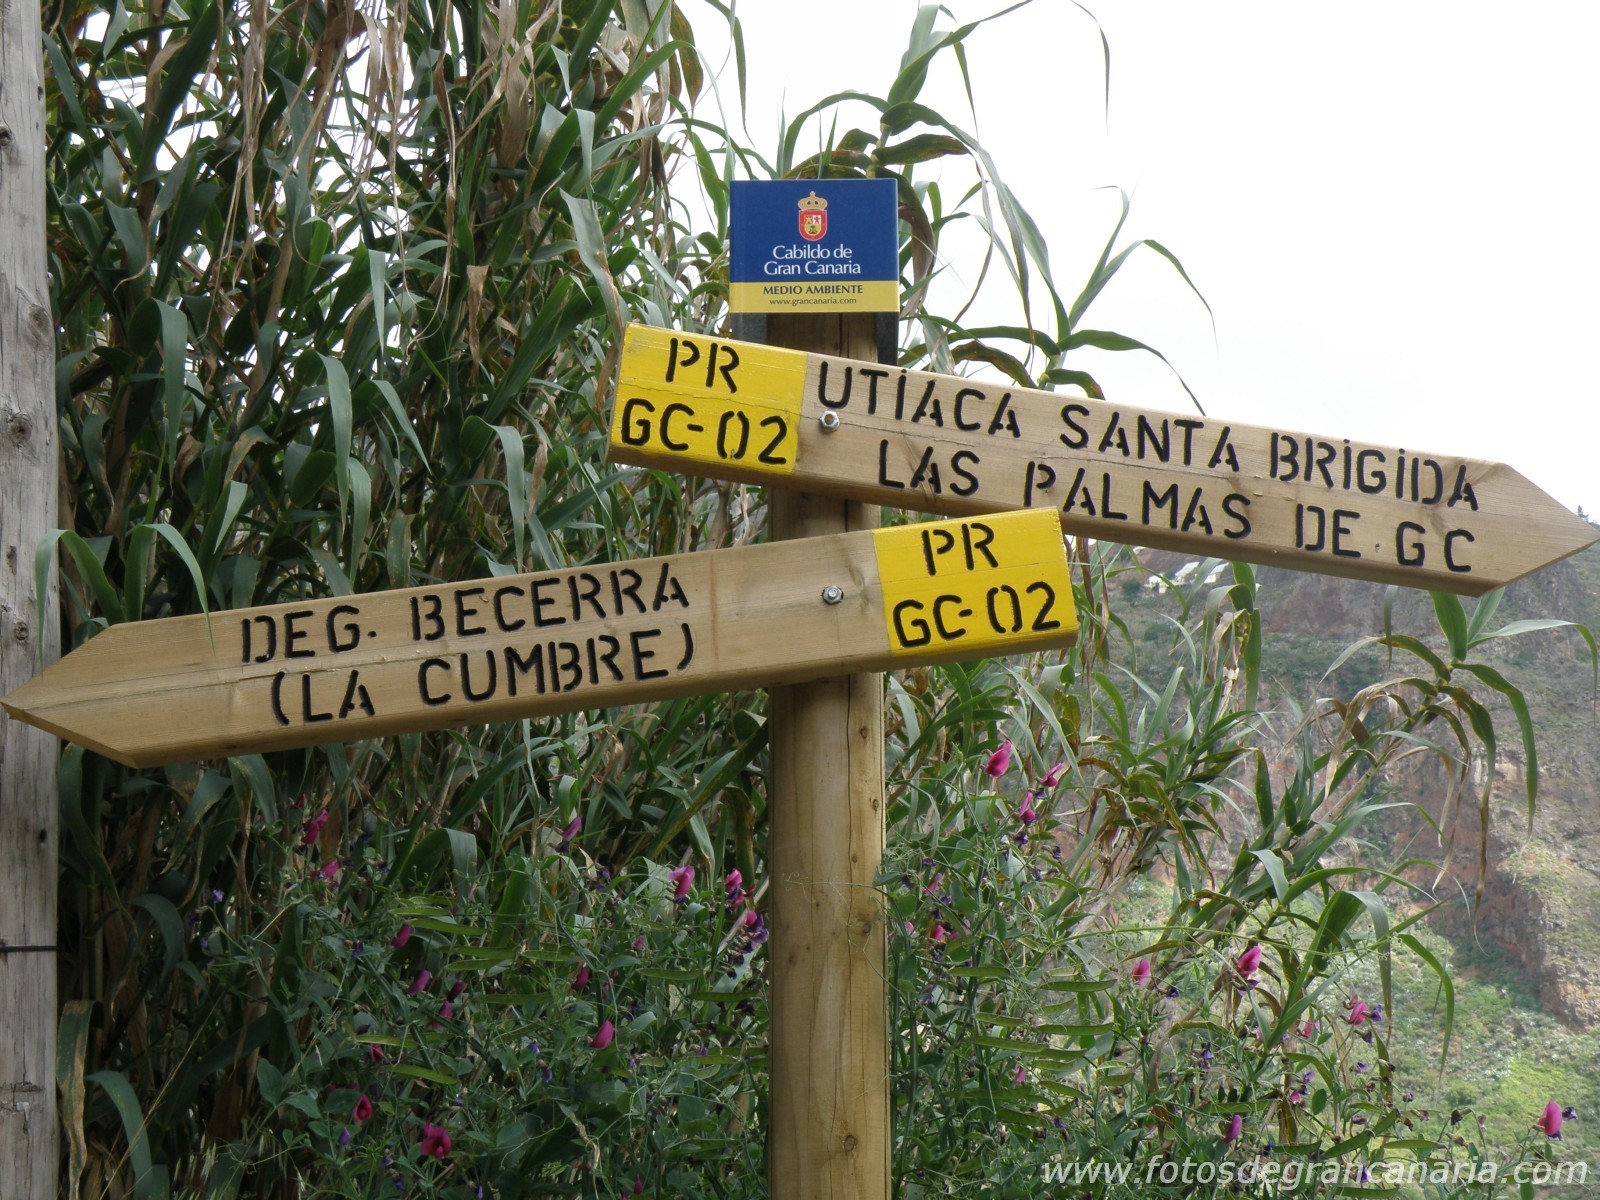 Cabildo de
Gran Canaria
MEDIO AMBIENTE
www.grancanaria.com
PR
GC-02
UTIACA SANTA BRIGIDA
LAS PALMAS DE GC
DEG. BECERRA
(LA CUMBRE)
PR
GC-02
www.fotosdegrancanaria.com